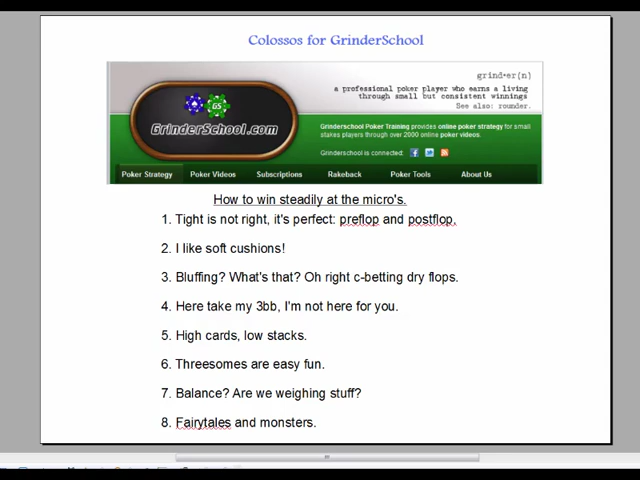 Colossos for GrinderSchool
grind•er(n)
a professional poker player who earns a living
through small but consistent winnings
See also: rounder.
GS
GrinderSchool.com
Grinderschool Poker Training provides online poker strategy for small
stakes players through over 2000 online poker videos.
Grinderschool is connected:
Poker Strategy Poker Videos Subscriptions Rakeback Poker Tools About Us
How to win steadily at the micro's.
1. Tight is not right, it's perfect: preflop and postflop.
2. I like soft cushions!
3. Bluffing? What's that? Oh right c-betting dry flops.
4. Here take my 3bb, I'm not here for you.
5. High cards, low stacks.
6. Threesomes are easy fun.
7. Balance? Are we weighing stuff?
8. Fairytales and monsters.